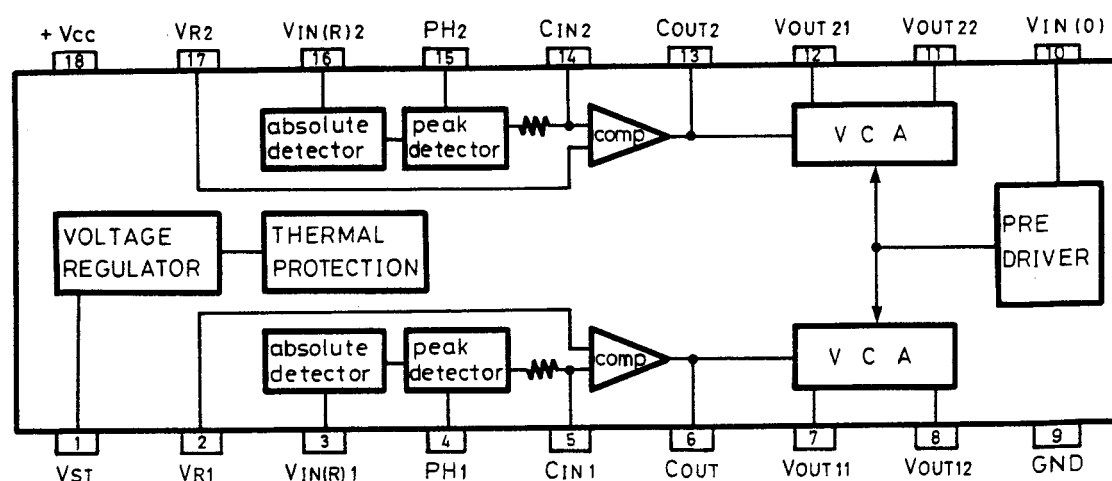 + VCC VR2 VIN(R)2 PH2 CIN2 COUT2 VOUT21 VOUT22 VIN(O)
18 17 16 15 14 13 12 11 10
absolute
detector
peak
detector
comp
V C A
VOLTAGE
REGULATOR
THERMAL
PROTECTION
PRE
DRIVER
absolute
detector
peak
detector
comp
V C A
1 2 3 4 5 6 7 8 9
VST VR1 VIN(R)1 PH1 CIN1 COUT VOUT11 VOUT12 GND